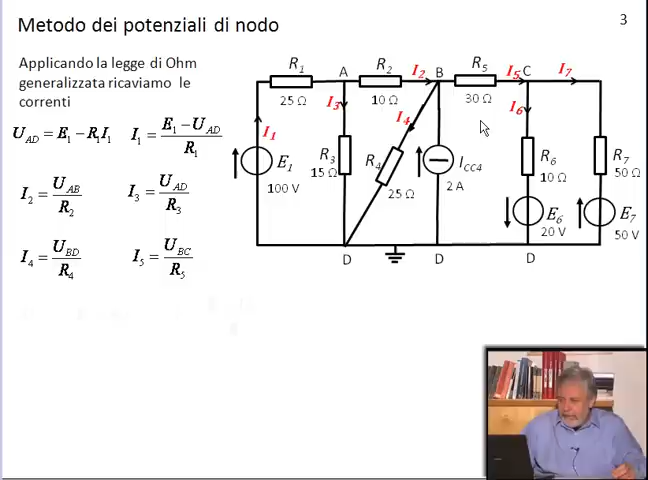 Metodo dei potenziali di nodo
3
Applicando la legge di Ohm
generalizzata ricaviamo le
correnti
U_AD = E_1 − R_1 I_1   I_1 = (E_1 − U_AD) / R_1
I_2 = U_AB / R_2   I_3 = U_AD / R_3
I_4 = U_BD / R_4   I_5 = U_BC / R_5
R_1 A R_2 I_2 B R_5 I_5 C I_7
25 Ω I_3 10 Ω I_4 30 Ω I_6
I_1
E_1 R_3 R_4 I_CC4 R_6 R_7
100 V 15 Ω 25 Ω 2 A 10 Ω 50 Ω
E_6 E_7
20 V 50 V
D D D